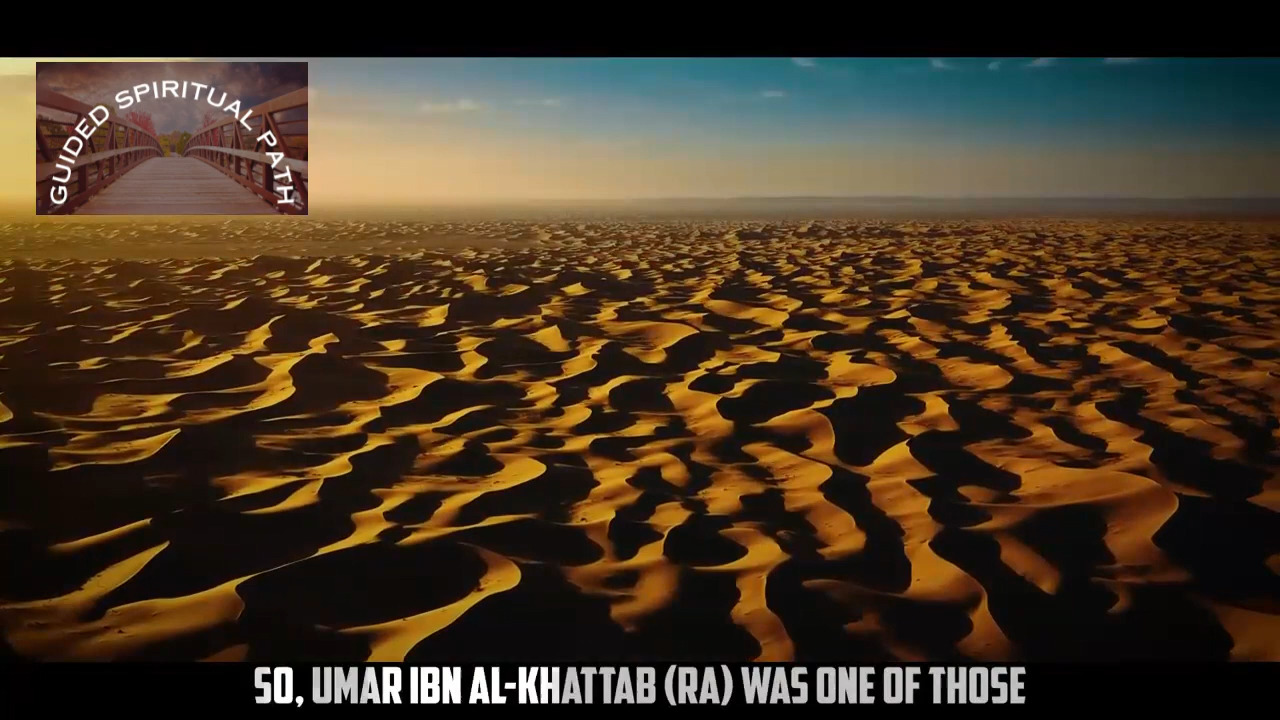 GUIDED SPIRITUAL PATH
SO, UMAR IBN AL-KHATTAB (RA) WAS ONE OF THOSE